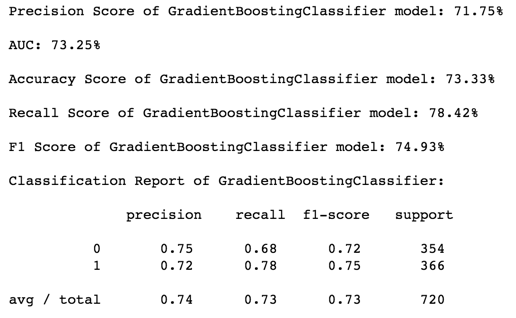 Precision Score of GradientBoostingClassifier model: 71.75%
AUC: 73.25%
Accuracy Score of GradientBoostingClassifier model: 73.33%
Recall Score of GradientBoostingClassifier model: 78.42%
F1 Score of GradientBoostingClassifier model: 74.93%
Classification Report of GradientBoostingClassifier:
precision recall f1-score support
0 0.75 0.68 0.72 354
1 0.72 0.78 0.75 366
avg / total 0.74 0.73 0.73 720